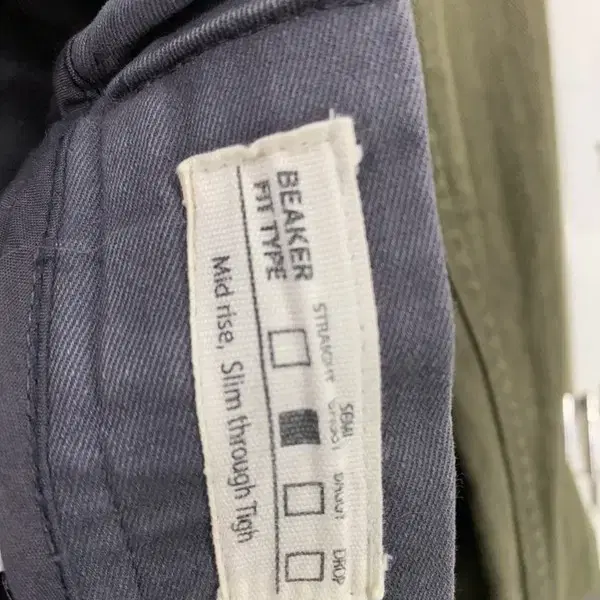 BEAKER
FIT TYPE
STRAIGHT
SEMI
DROP
Mid rise, Slim through Tigh